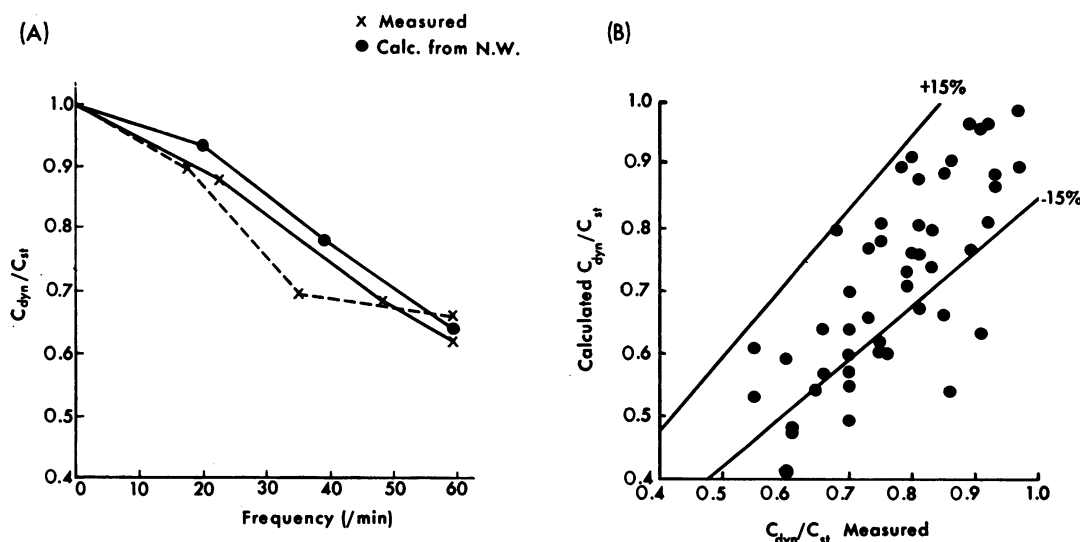 (A)
x Measured
● Calc. from N.W.
1.0
0.9
0.8
0.7
0.6
0.5
0.4
Cdyn/Cst
0 10 20 30 40 50 60
Frequency (/min)
(B)
+15%
-15%
1.0
0.9
0.8
0.7
0.6
0.5
0.4
Calculated Cdyn/Cst
0.4 0.5 0.6 0.7 0.8 0.9 1.0
Cdyn/Cst Measured